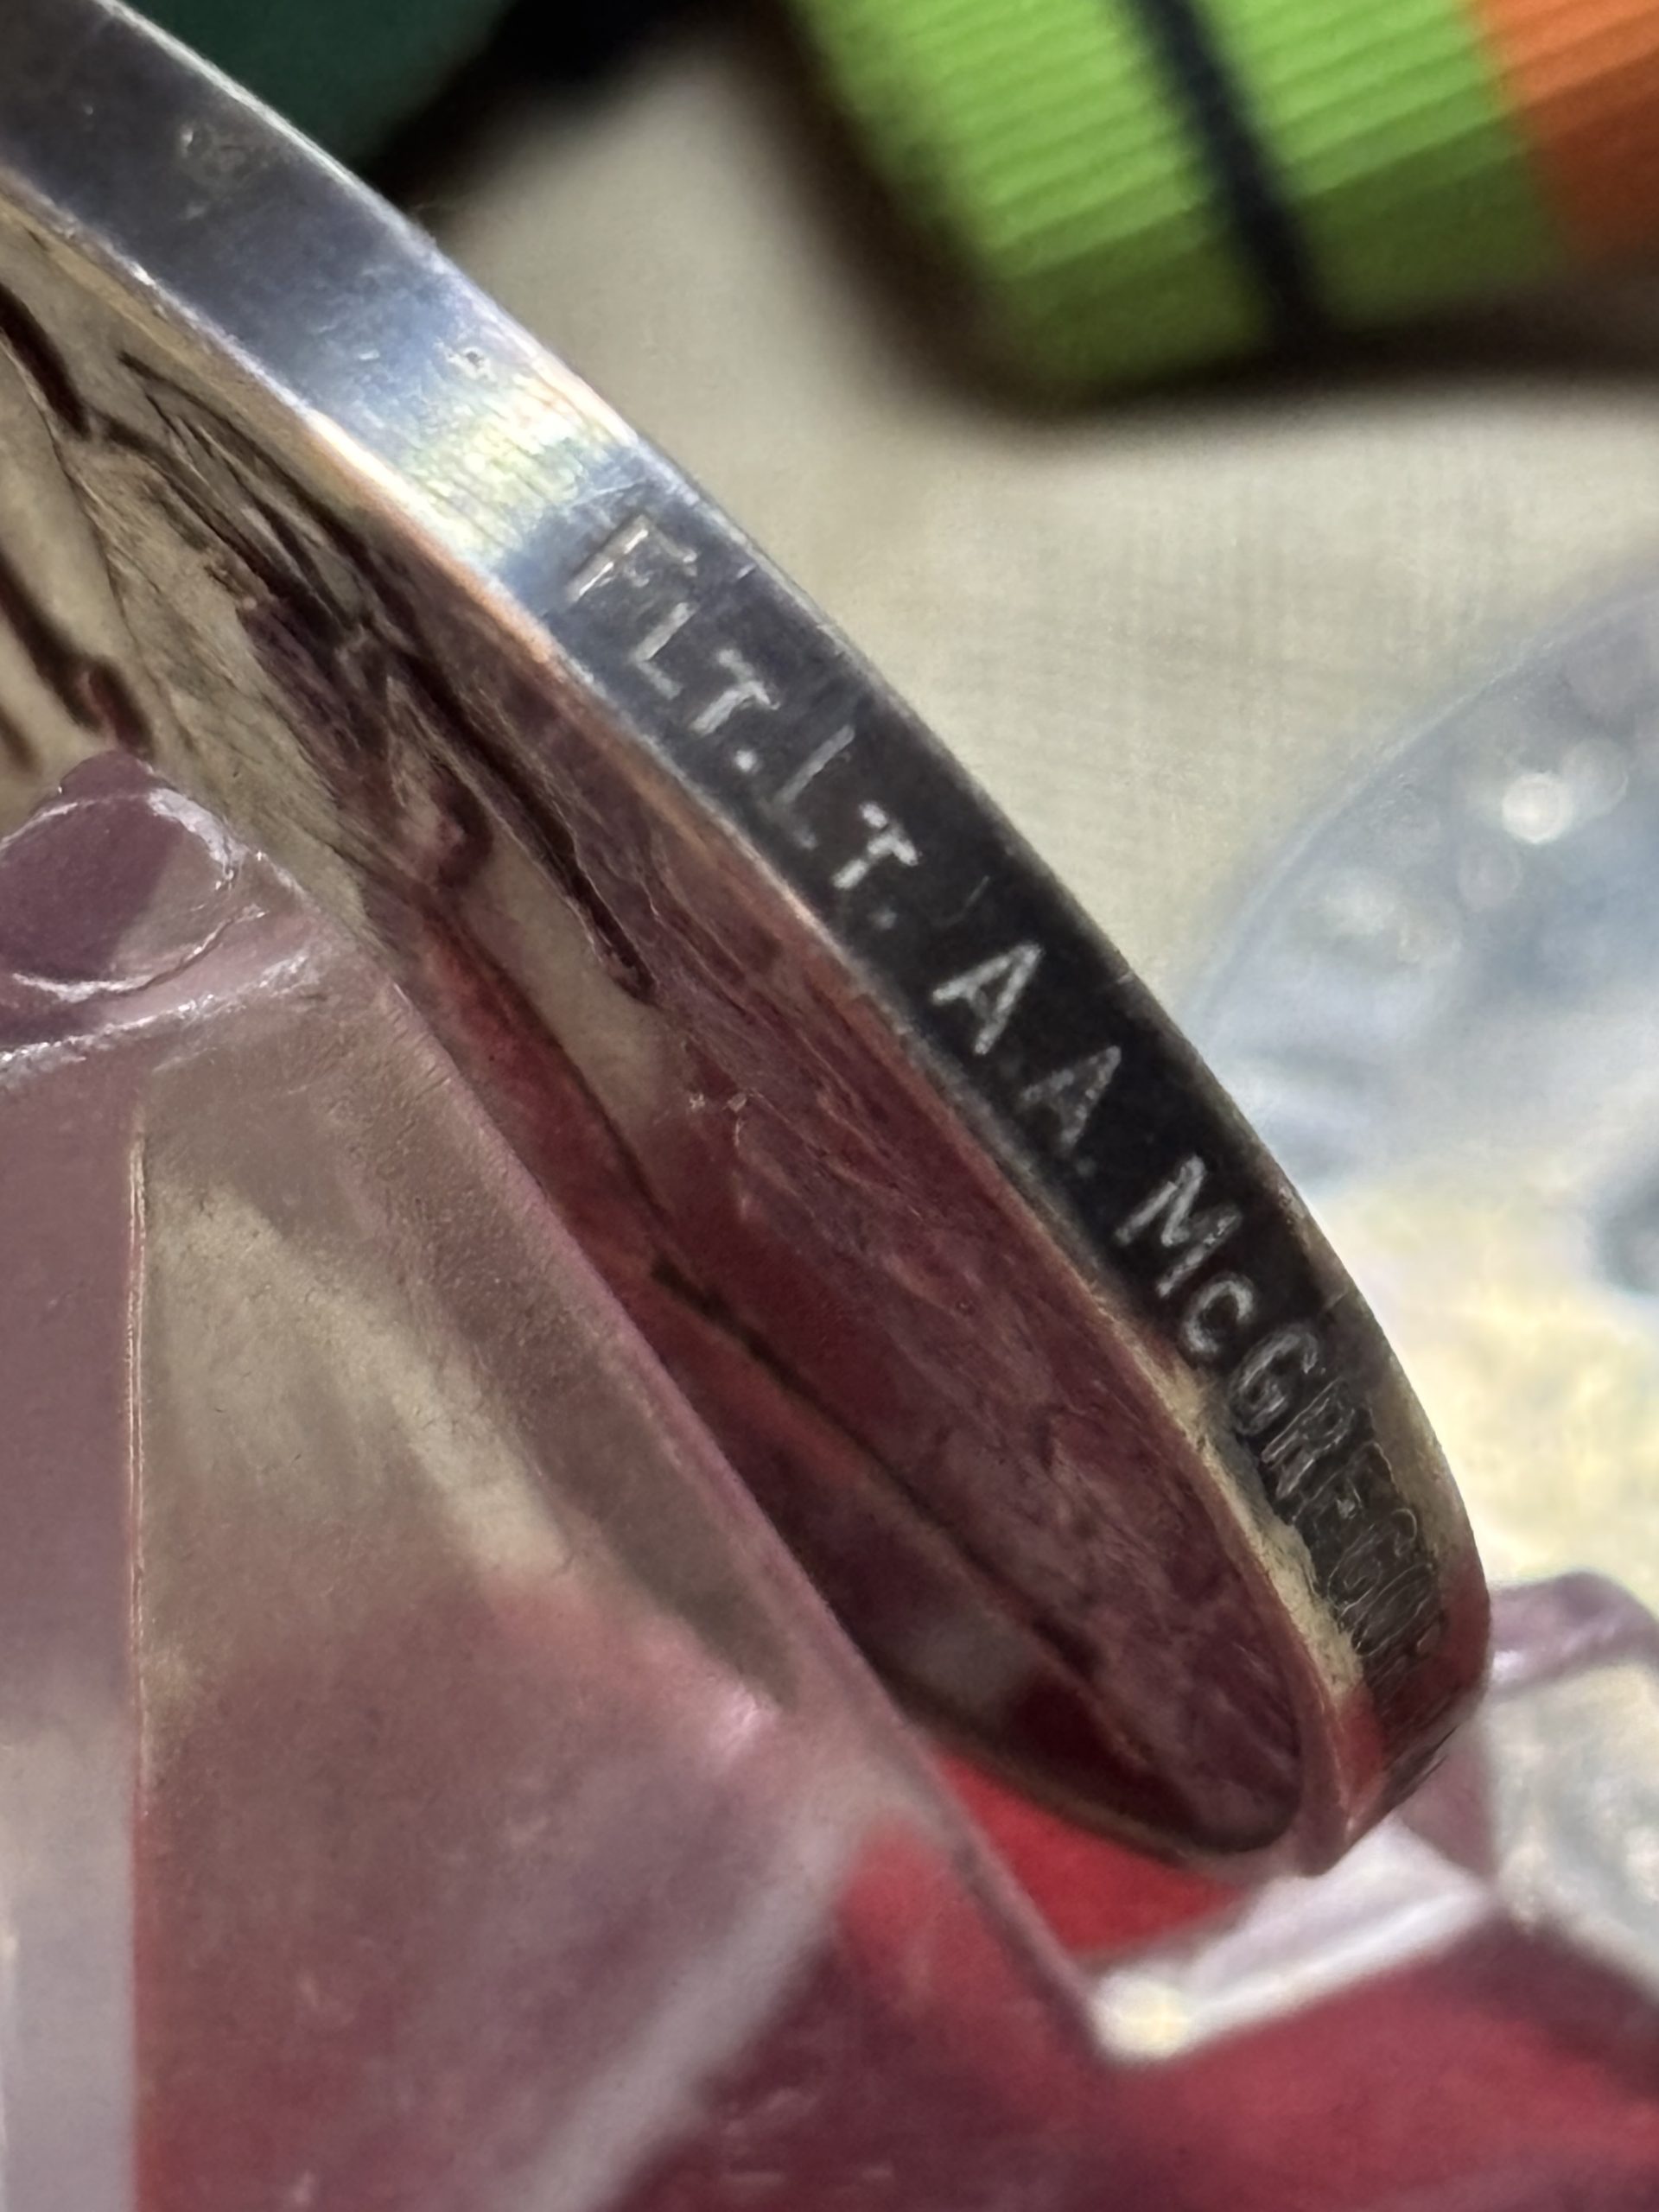 FLT. LT. A.A. MCGREGOR.